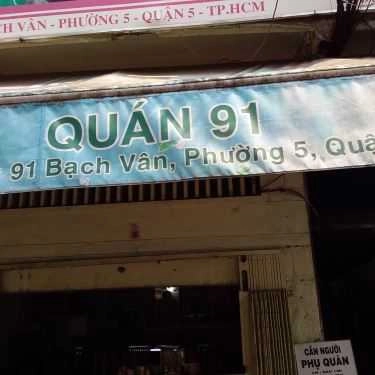 CH VÂN - PHƯỜNG 5 - QUẬN 5 - TP.HCM
QUÁN 91
91 Bạch Vân, Phường 5, Quậ
CẦN NGƯỜI
PHỤ QUÁN